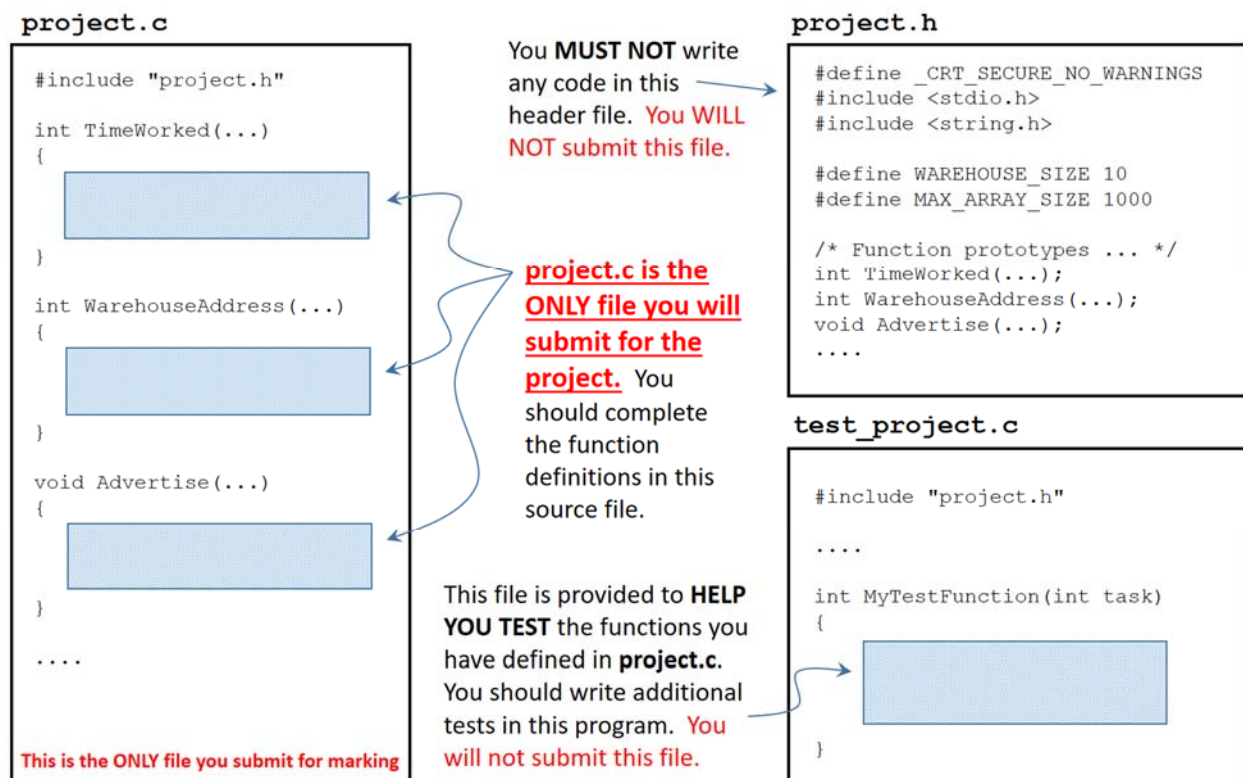 project.c
#include "project.h"
int TimeWorked(...)
{
}
int WarehouseAddress(...)
{
}
void Advertise(...)
{
}
....
This is the ONLY file you submit for marking
You MUST NOT write
any code in this
header file. You WILL
NOT submit this file.
project.c is the
ONLY file you will
submit for the
project. You
should complete
the function
definitions in this
source file.
This file is provided to HELP
YOU TEST the functions you
have defined in project.c.
You should write additional
tests in this program. You
will not submit this file.
project.h
#define _CRT_SECURE_NO_WARNINGS
#include <stdio.h>
#include <string.h>
#define WAREHOUSE_SIZE 10
#define MAX_ARRAY_SIZE 1000
/* Function prototypes ... */
int TimeWorked(...);
int WarehouseAddress(...);
void Advertise(...);
....
test_project.c
#include "project.h"
....
int MyTestFunction(int task)
{
}